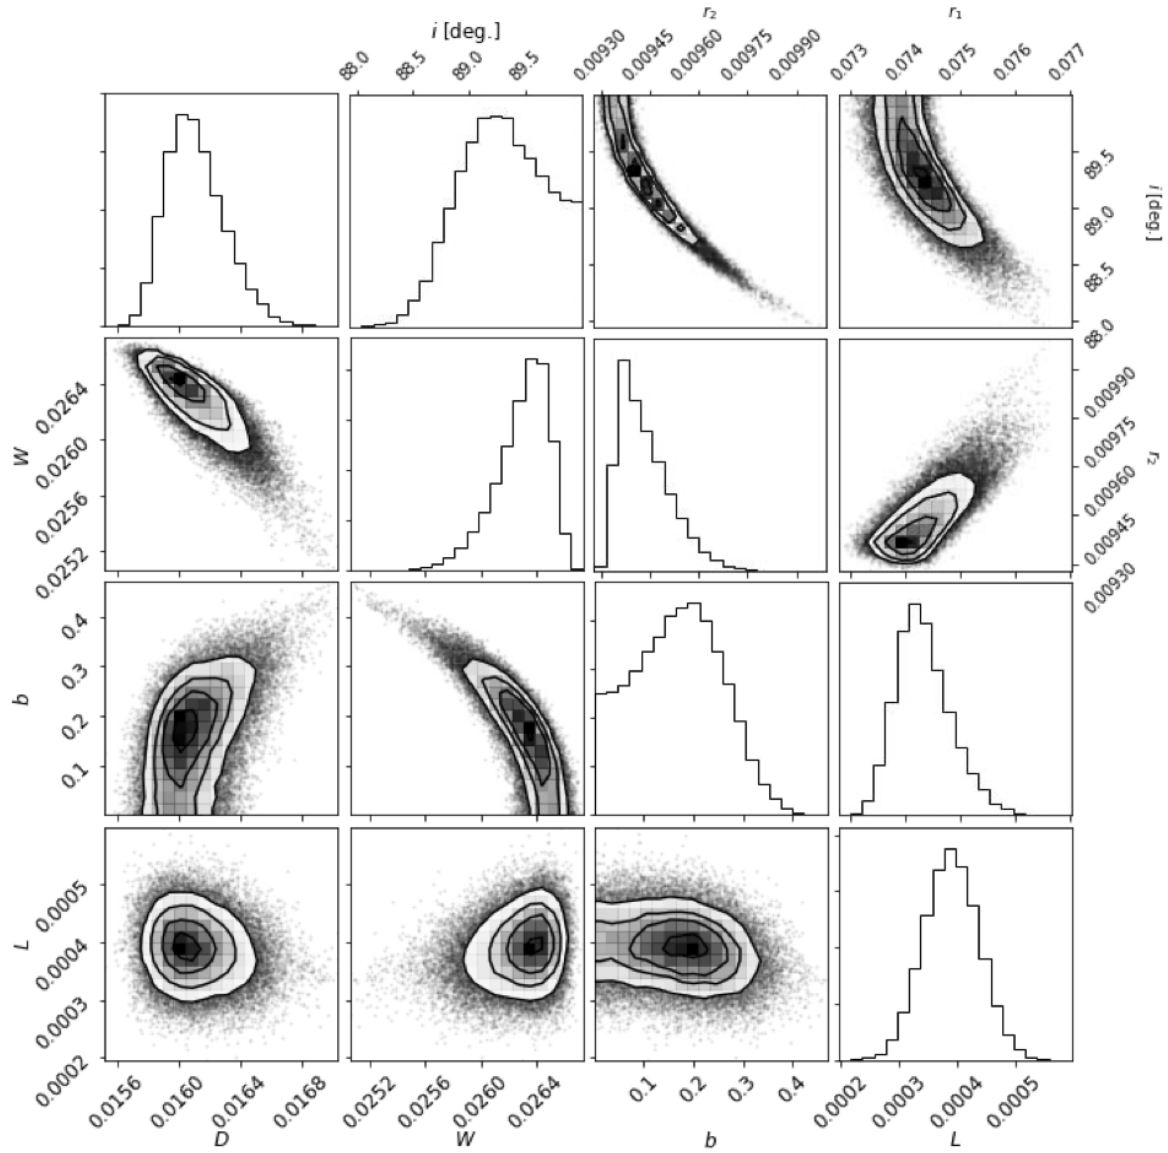 i [deg.]
r₂
r₁
88.0 88.5 89.0 89.5
0.00930 0.00945 0.00960 0.00975 0.00990
0.073 0.074 0.075 0.076 0.077
89.5
89.0
88.5
88.0
i [deg.]
W
0.0264
0.0260
0.0256
0.0252
0.00990
0.00975
0.00960
0.00945
0.00930
r₂
b
0.4
0.3
0.2
0.1
L
0.0005
0.0004
0.0003
0.0002
0.0156 0.0160 0.0164 0.0168
0.0252 0.0256 0.0260 0.0264
0.1 0.2 0.3 0.4
0.0002 0.0003 0.0004 0.0005
D
W
b
L